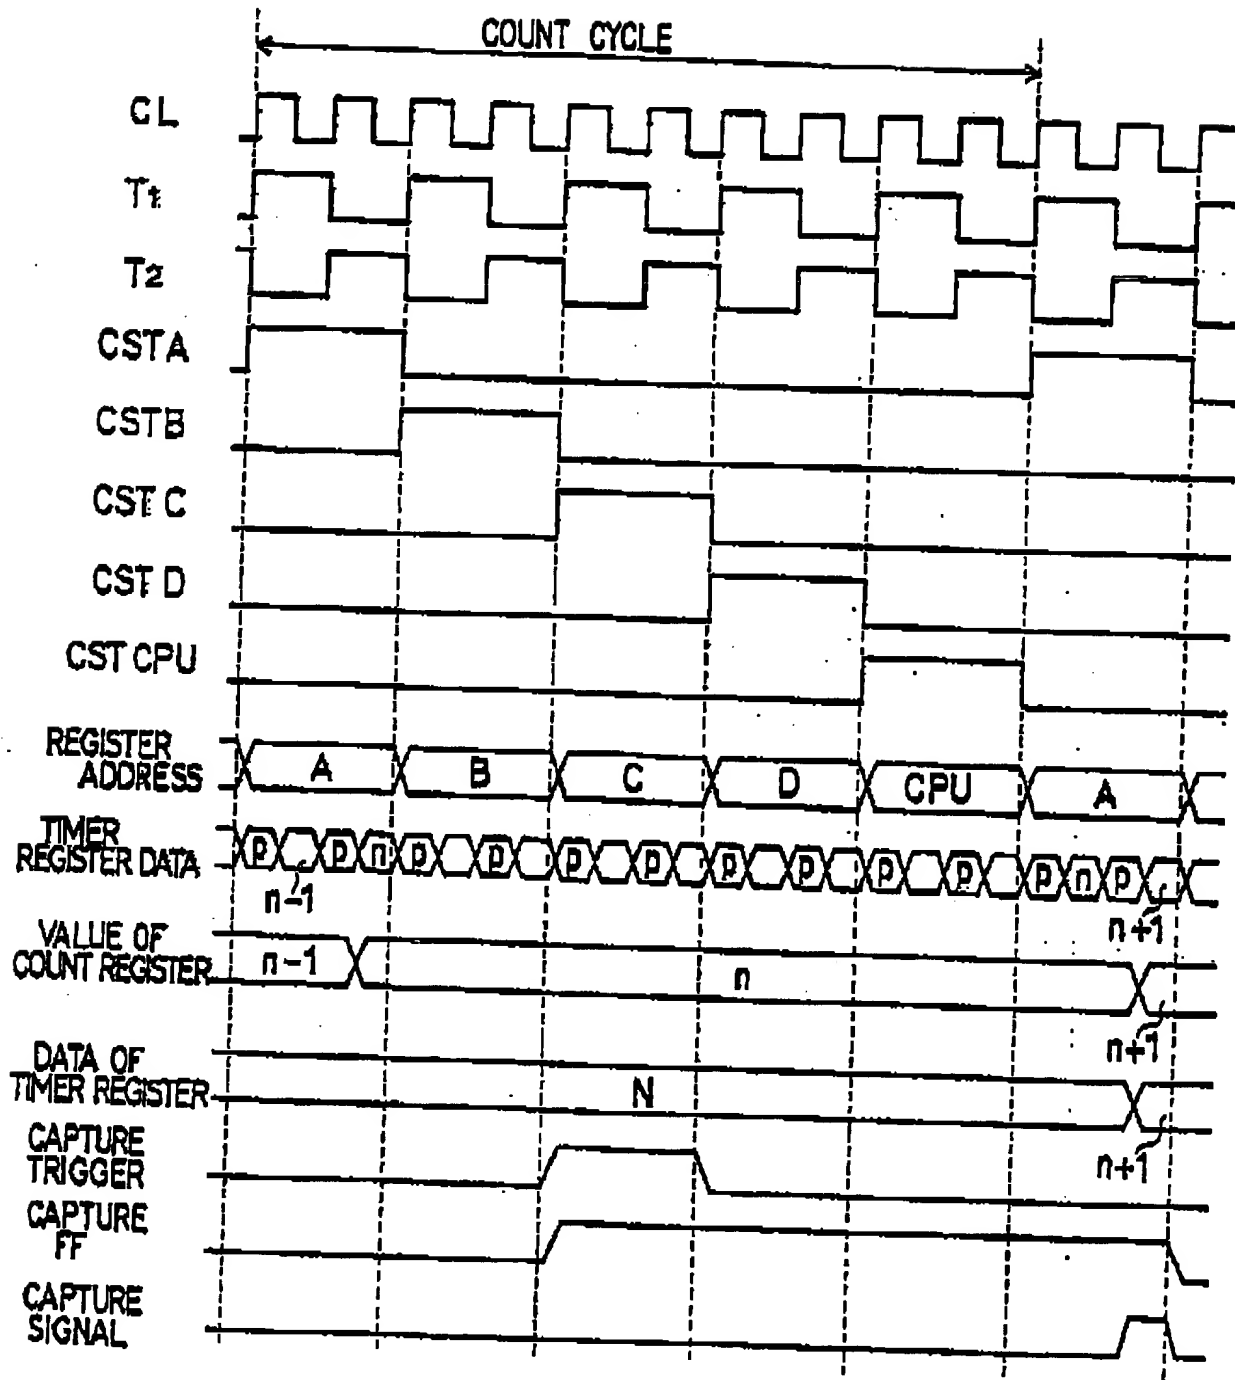 COUNT CYCLE
CL
T1
T2
CSTA
CSTB
CST C
CST D
CST CPU
REGISTER
ADDRESS
A B C D CPU A
TIMER
REGISTER DATA
p p n p p p p p p p p p n p
n-1
n+1
VALUE OF
COUNT REGISTER
n-1 n
n+1
DATA OF
TIMER REGISTER
N
n+1
CAPTURE
TRIGGER
CAPTURE
FF
CAPTURE
SIGNAL